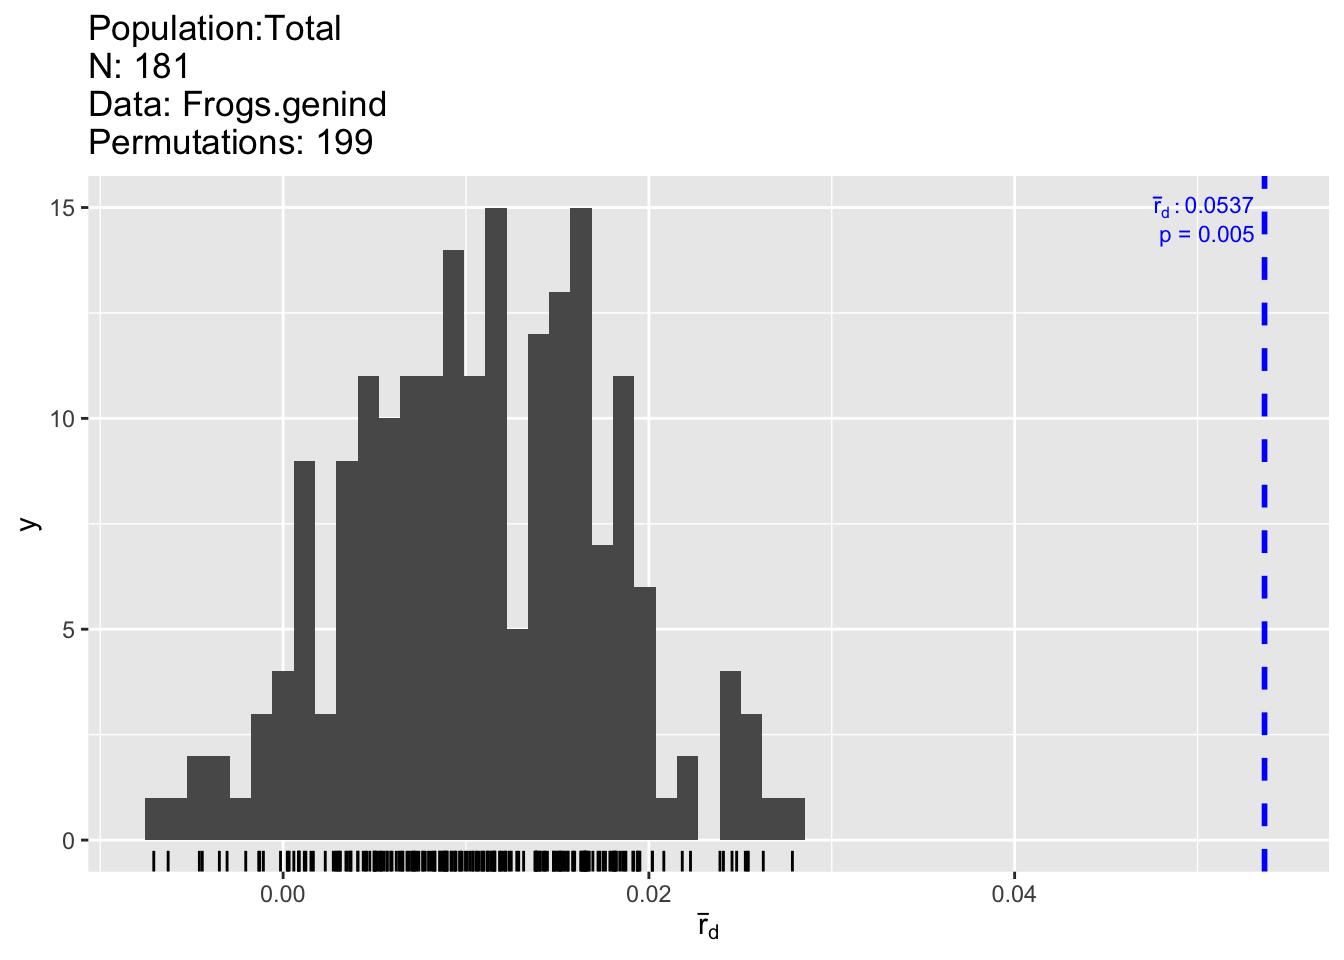 Population:Total
N: 181
Data: Frogs.genind
Permutations: 199
15
10
5
0
y
r̄d : 0.0537
p = 0.005
0.00
0.02
0.04
r̄d